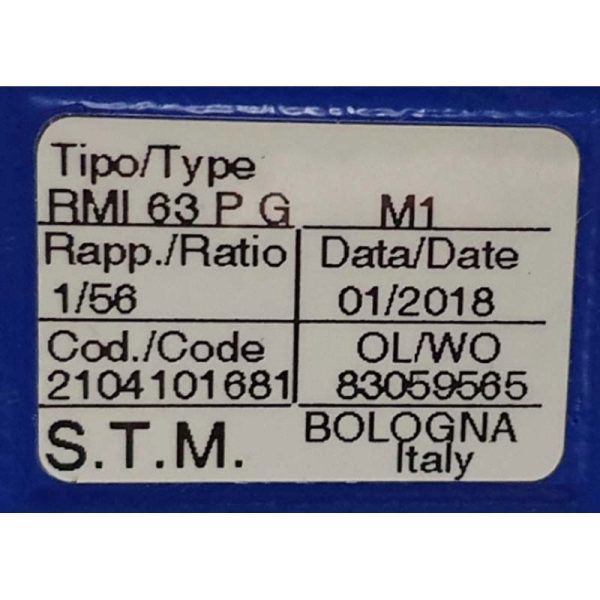 Tipo/Type
RMI 63 P G M1
Rapp./Ratio Data/Date
1/56 01/2018
Cod./Code OL/WO
2104101681 83059565
S.T.M. BOLOGNA
Italy